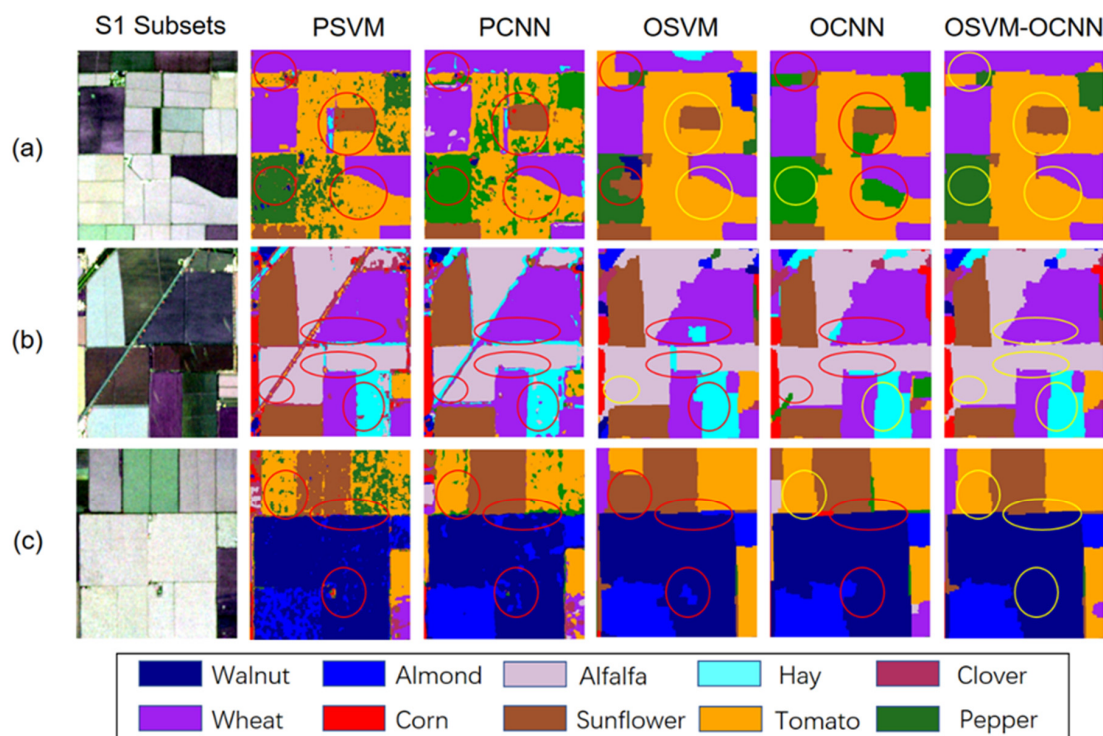 S1 Subsets PSVM PCNN OSVM OCNN OSVM-OCNN
(a)
(b)
(c)
Walnut Almond Alfalfa Hay Clover
Wheat Corn Sunflower Tomato Pepper